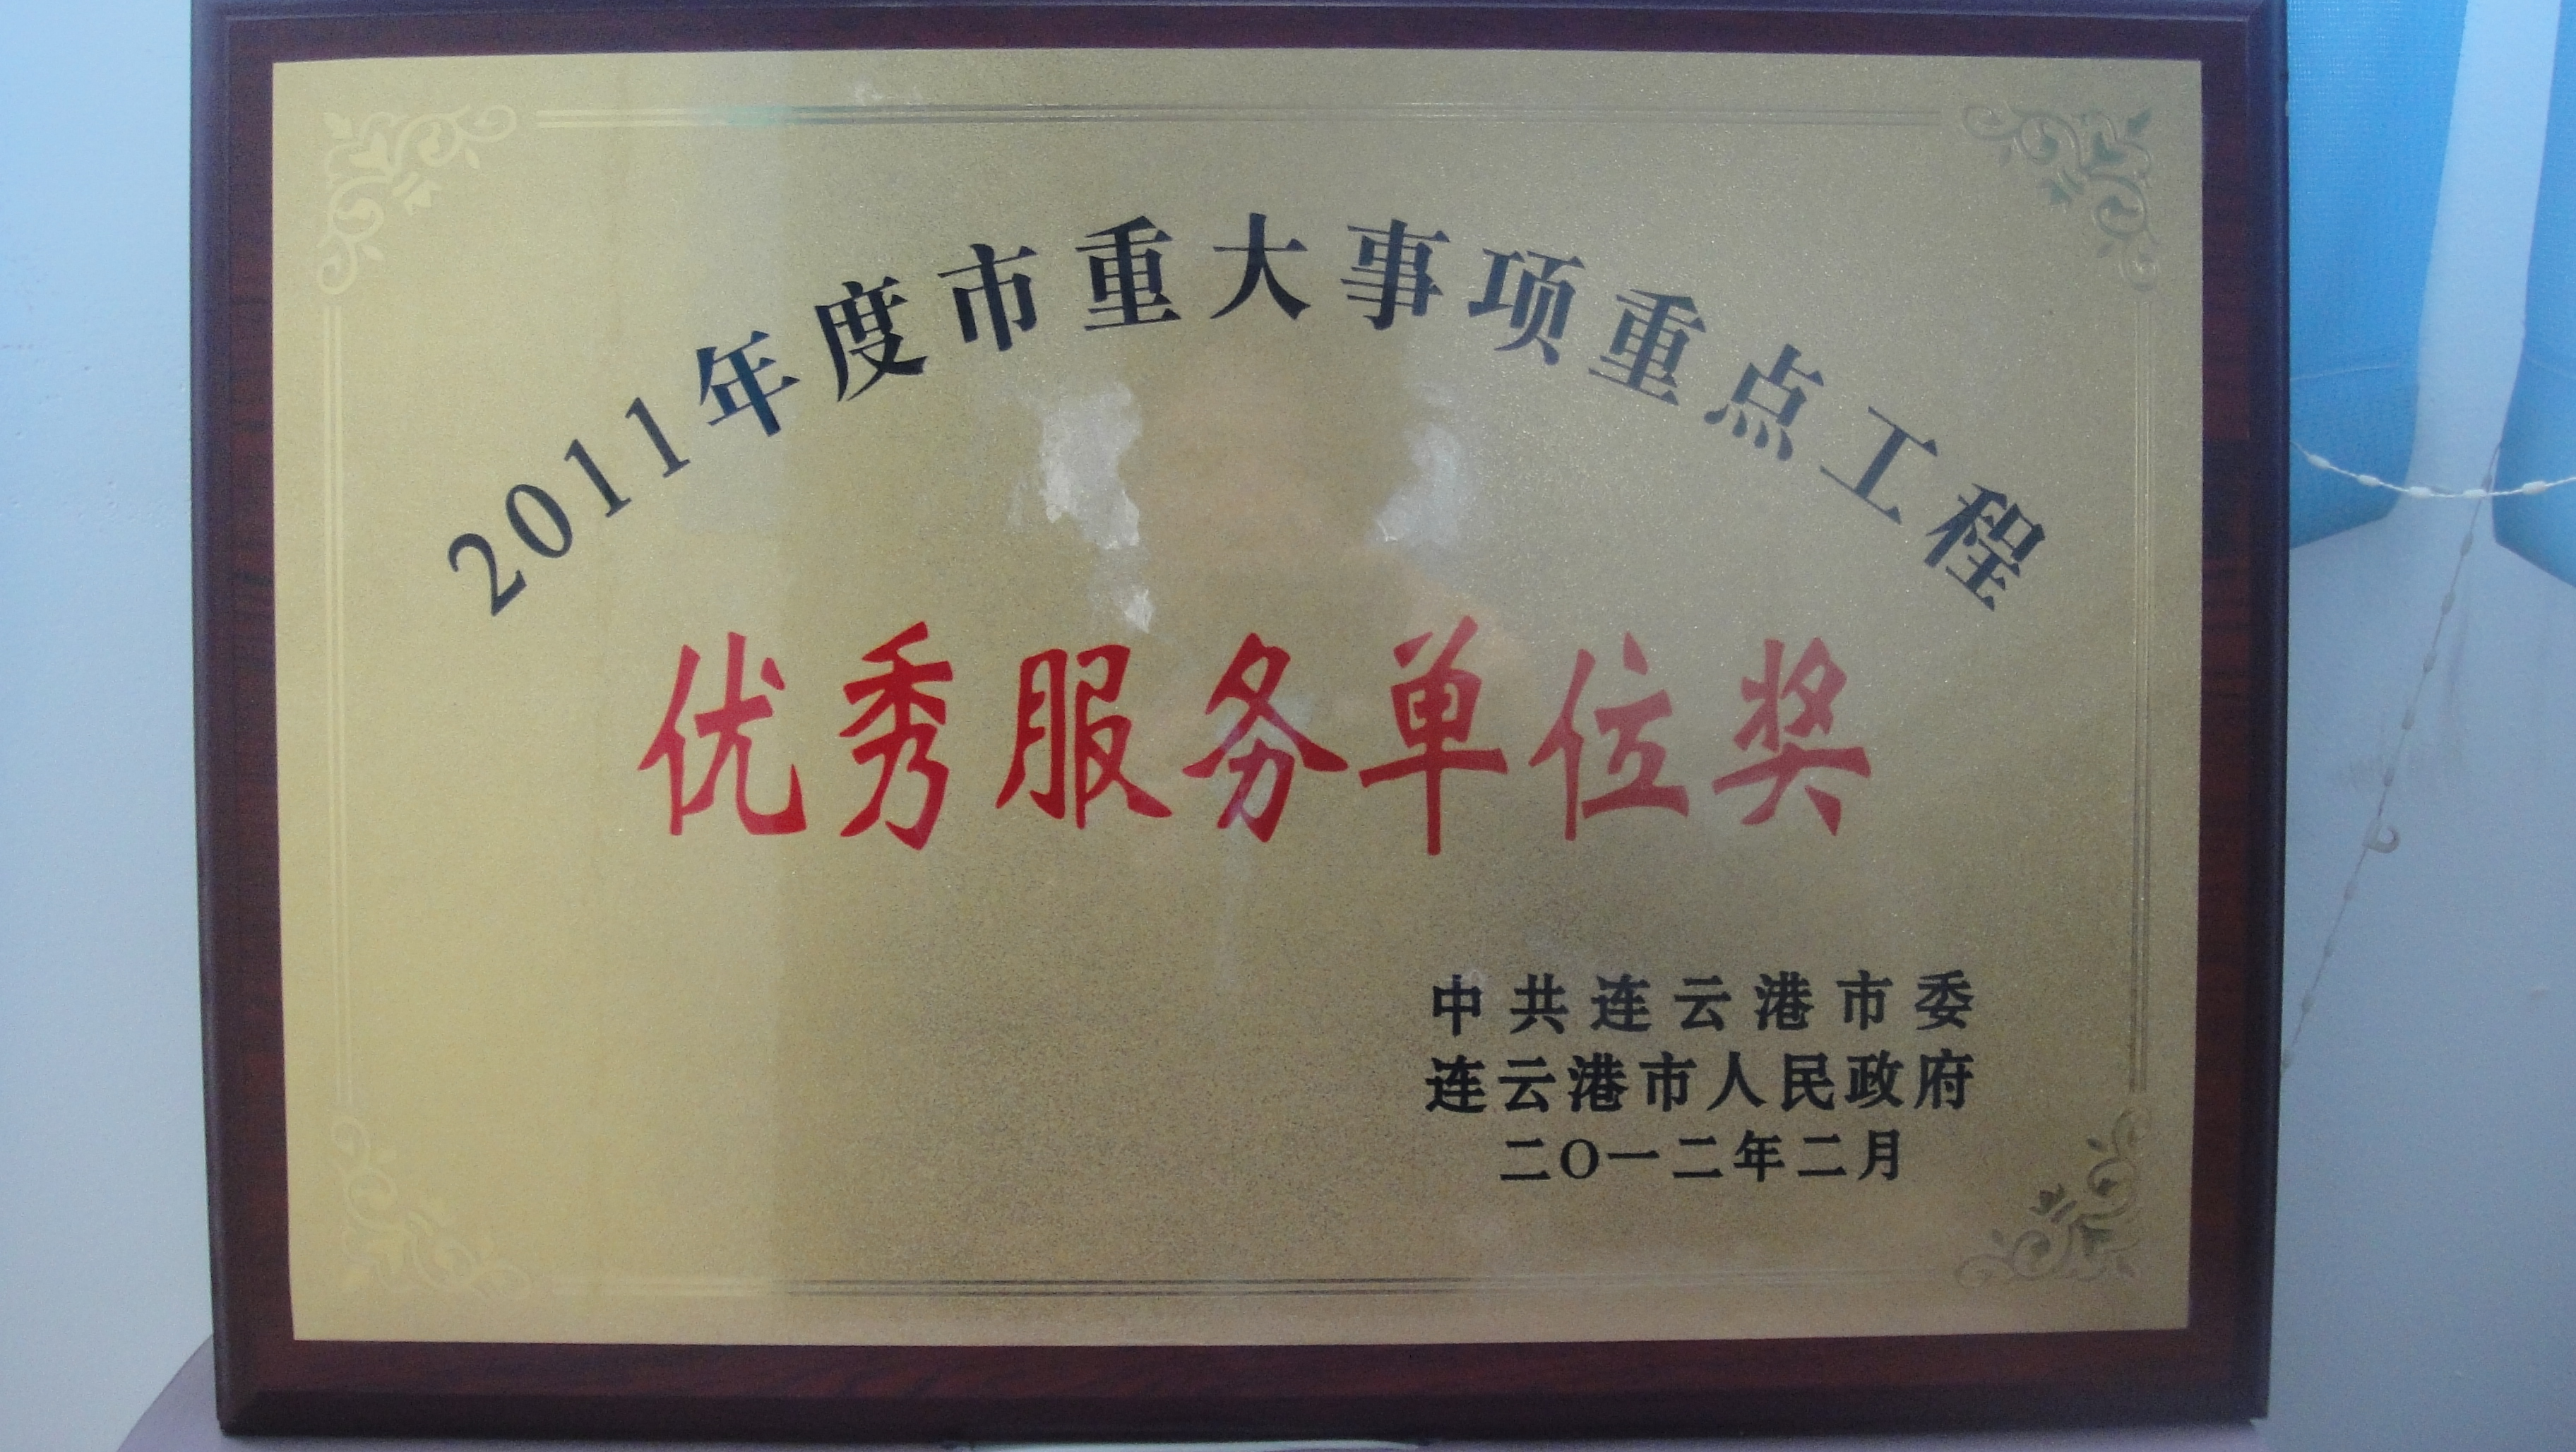 2011年度市重大事项重点工程
优秀服务单位奖
中共连云港市委
连云港市人民政府
二〇一二年二月